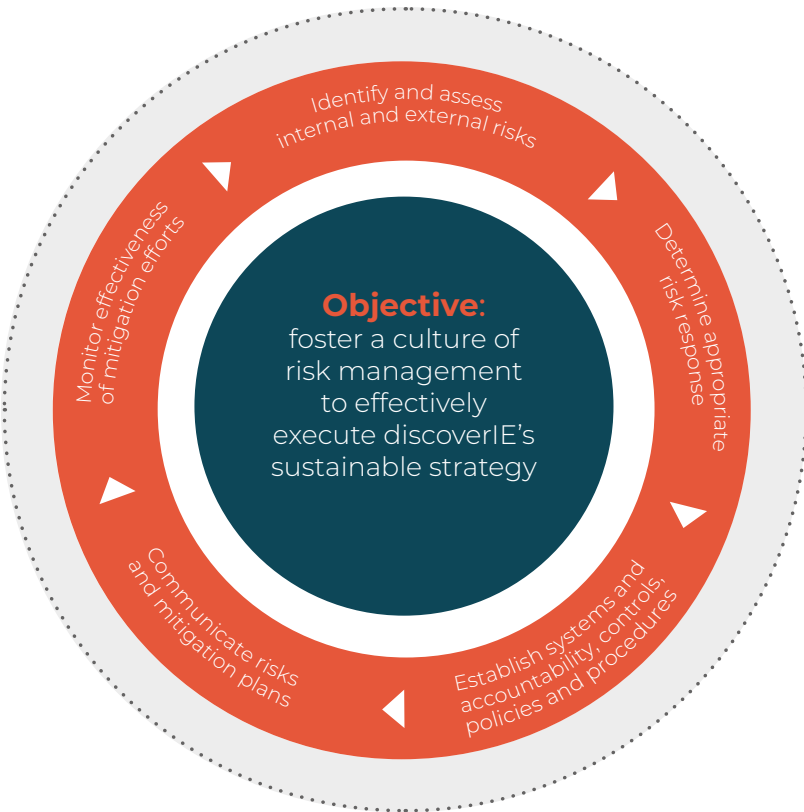 Identify and assess
internal and external risks
Determine appropriate
risk response
Establish systems and
accountability, controls,
policies and procedures
Communicate risks
and mitigation plans
Monitor effectiveness
of mitigation efforts
Objective:
foster a culture of
risk management
to effectively
execute discoverIE’s
sustainable strategy